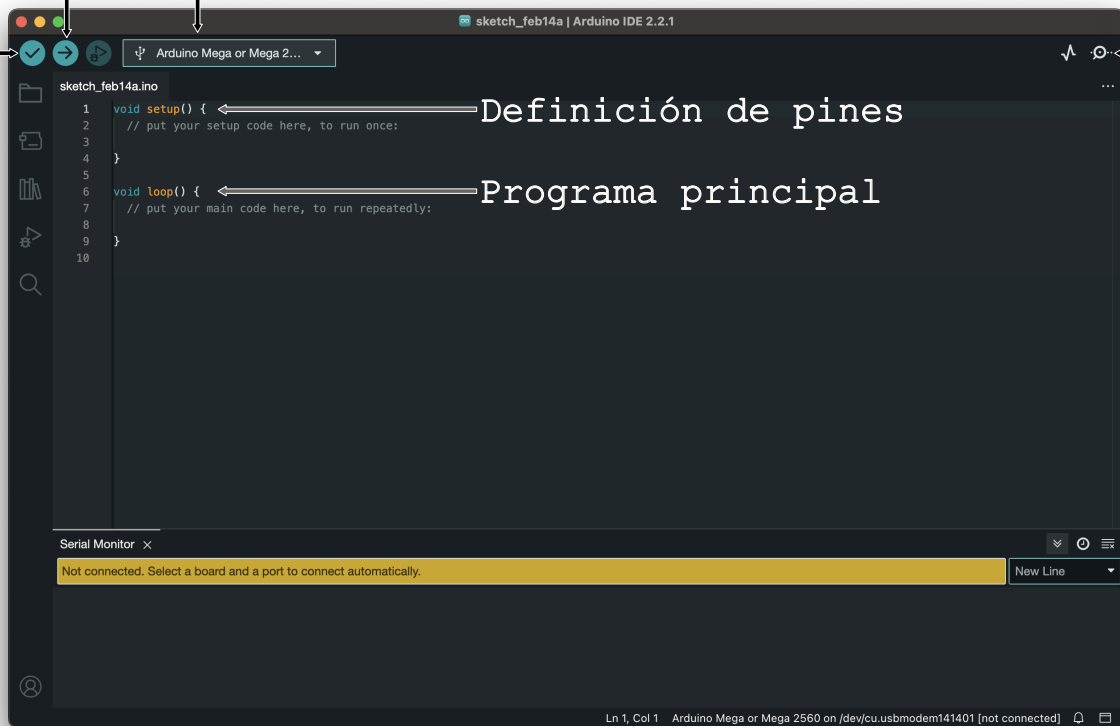 sketch_feb14a | Arduino IDE 2.2.1
Arduino Mega or Mega 2...
sketch_feb14a.ino
1 void setup() { Definición de pines
2 // put your setup code here, to run once:
3
4 }
5
6 void loop() { Programa principal
7 // put your main code here, to run repeatedly:
8
9 }
10
Serial Monitor
Not connected. Select a board and a port to connect automatically. New Line
Ln 1, Col 1 Arduino Mega or Mega 2560 on /dev/cu.usbmodem141401 [not connected]